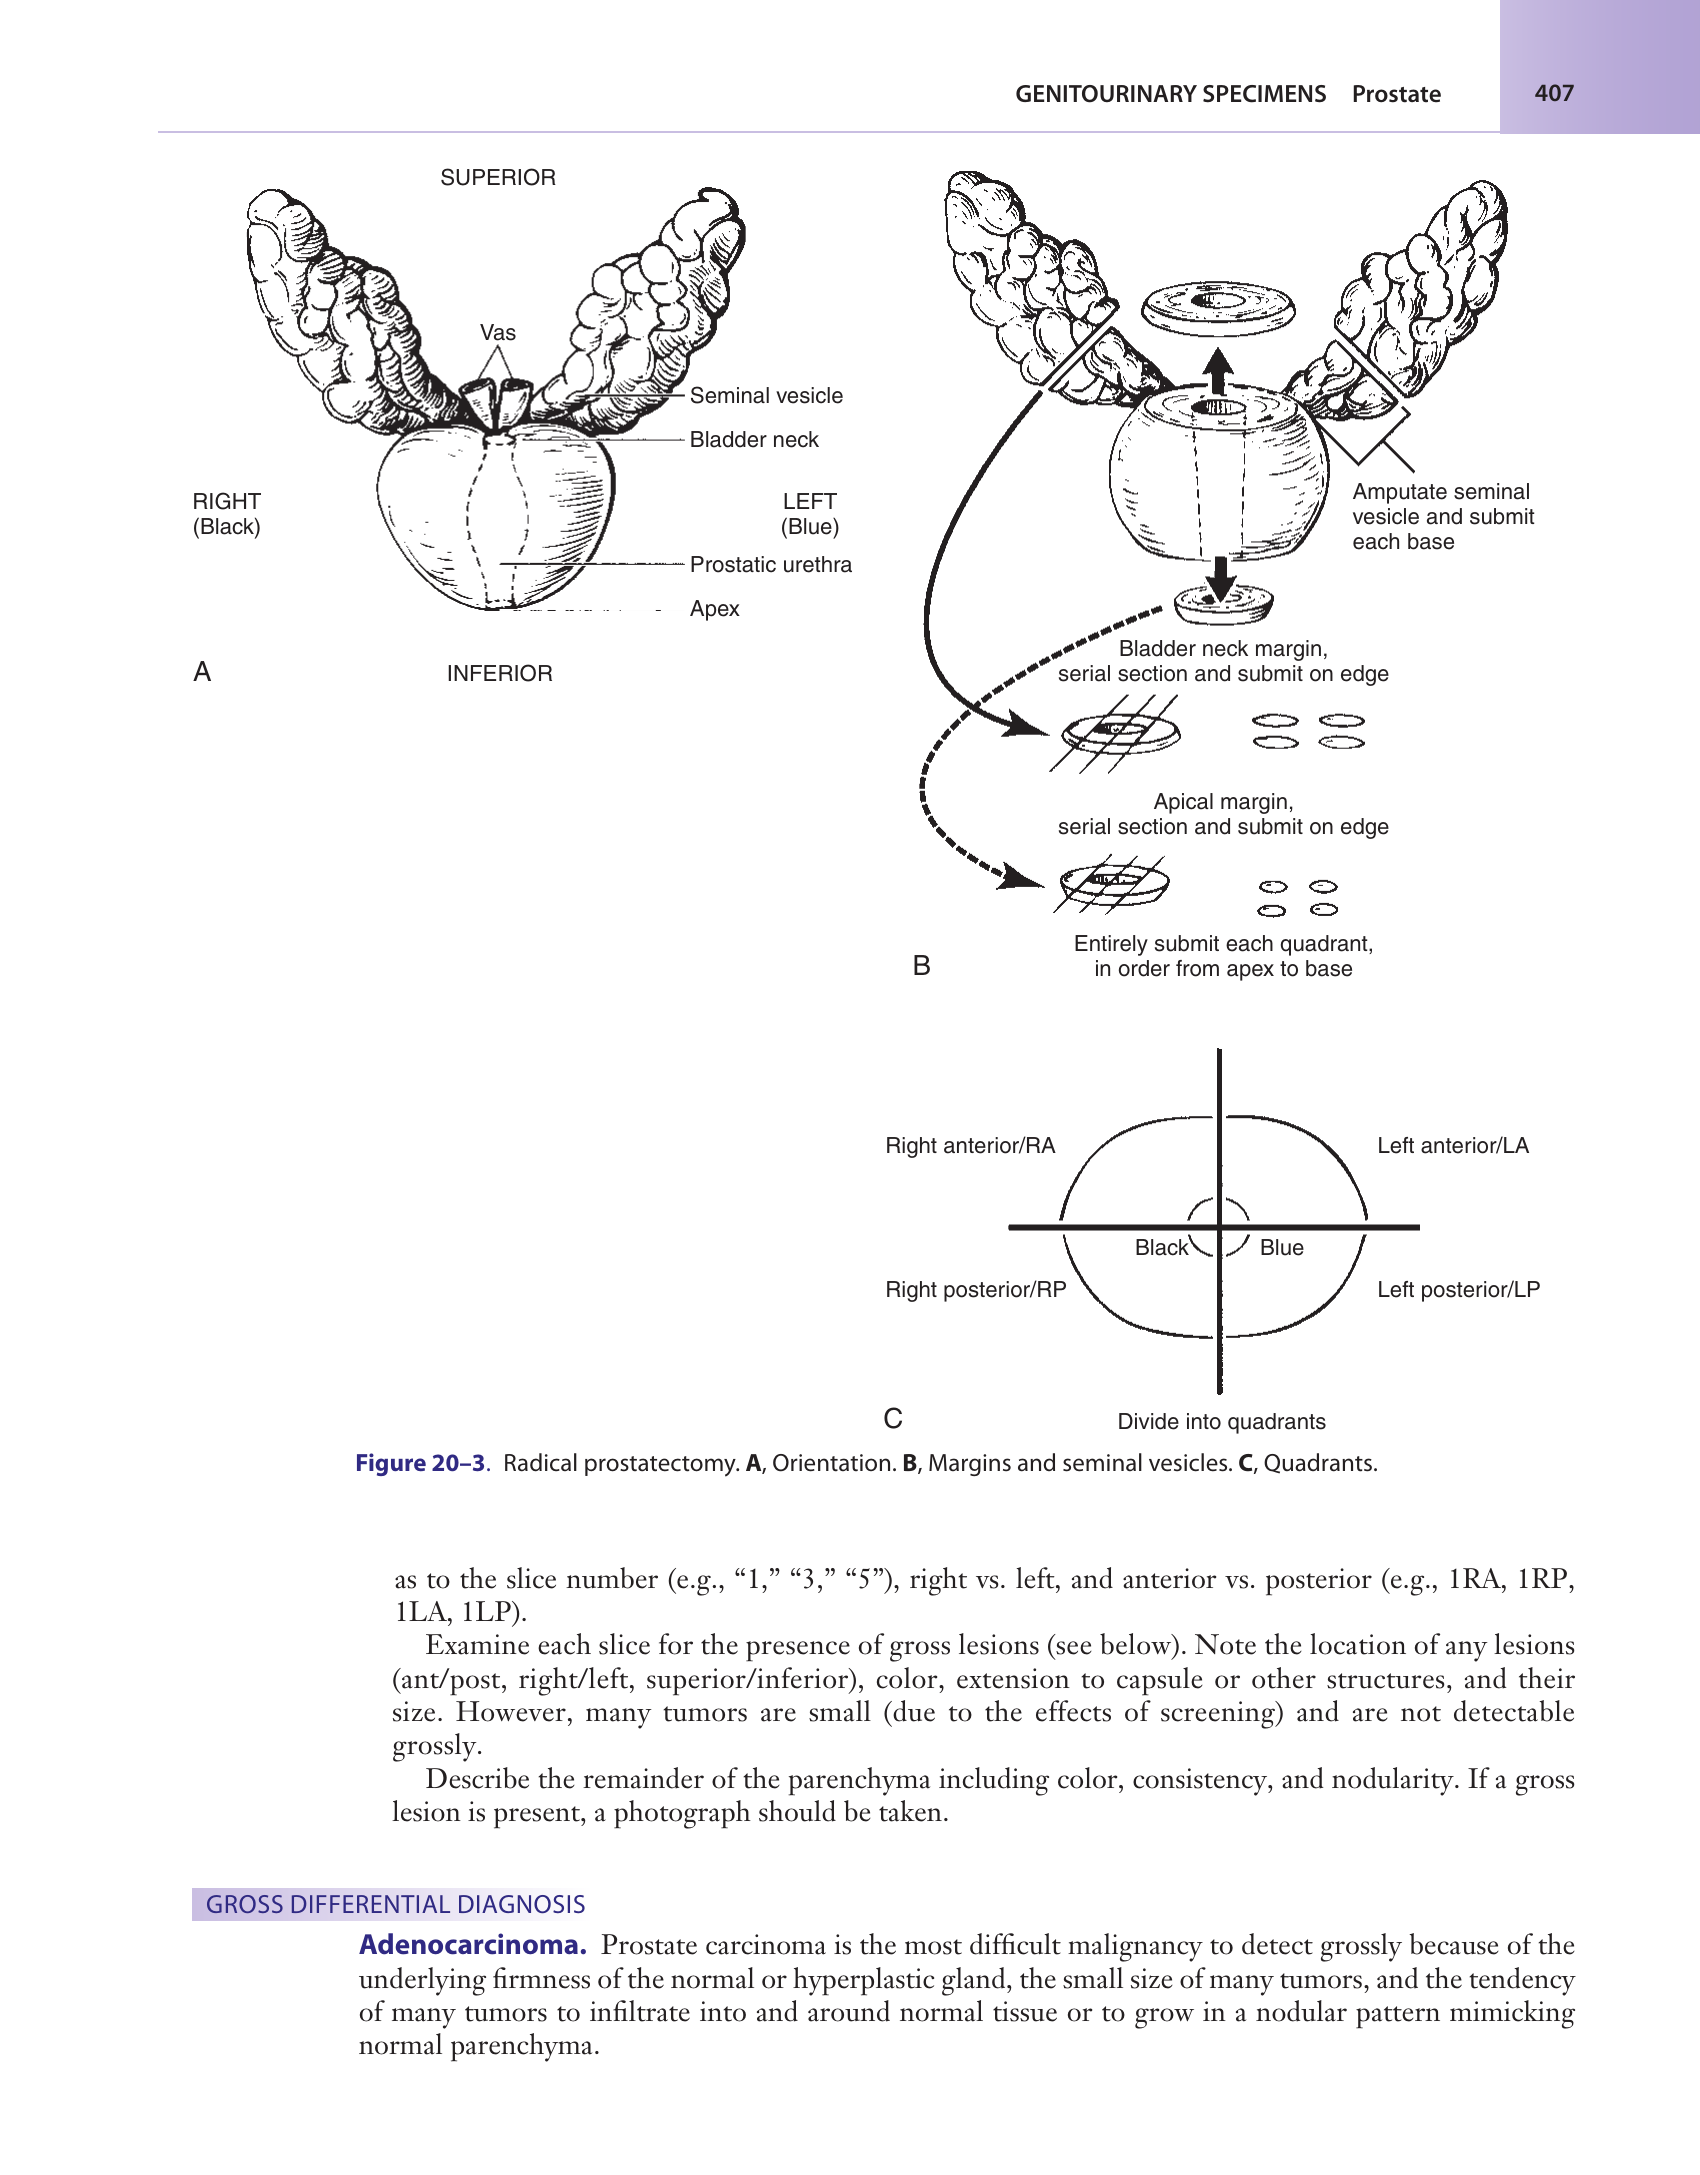 GENITOURINARY SPECIMENS Prostate 407
SUPERIOR
Vas
Seminal vesicle
Bladder neck
RIGHT
(Black)
LEFT
(Blue)
Prostatic urethra
Apex
A
INFERIOR
Amputate seminal
vesicle and submit
each base
Bladder neck margin,
serial section and submit on edge
Apical margin,
serial section and submit on edge
Entirely submit each quadrant,
in order from apex to base
B
Right anterior/RA
Left anterior/LA
Black
Blue
Right posterior/RP
Left posterior/LP
C
Divide into quadrants
Figure 20–3. Radical prostatectomy. A, Orientation. B, Margins and seminal vesicles. C, Quadrants.
as to the slice number (e.g., “1,” “3,” “5”), right vs. left, and anterior vs. posterior (e.g., 1RA, 1RP,
1LA, 1LP).
Examine each slice for the presence of gross lesions (see below). Note the location of any lesions
(ant/post, right/left, superior/inferior), color, extension to capsule or other structures, and their
size. However, many tumors are small (due to the effects of screening) and are not detectable
grossly.
Describe the remainder of the parenchyma including color, consistency, and nodularity. If a gross
lesion is present, a photograph should be taken.
GROSS DIFFERENTIAL DIAGNOSIS
Adenocarcinoma. Prostate carcinoma is the most difficult malignancy to detect grossly because of the
underlying firmness of the normal or hyperplastic gland, the small size of many tumors, and the tendency
of many tumors to infiltrate into and around normal tissue or to grow in a nodular pattern mimicking
normal parenchyma.